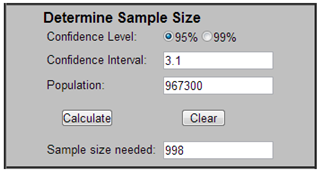 Determine Sample Size
Confidence Level: 95% 99%
Confidence Interval: 3.1
Population: 967300
Calculate Clear
Sample size needed: 998